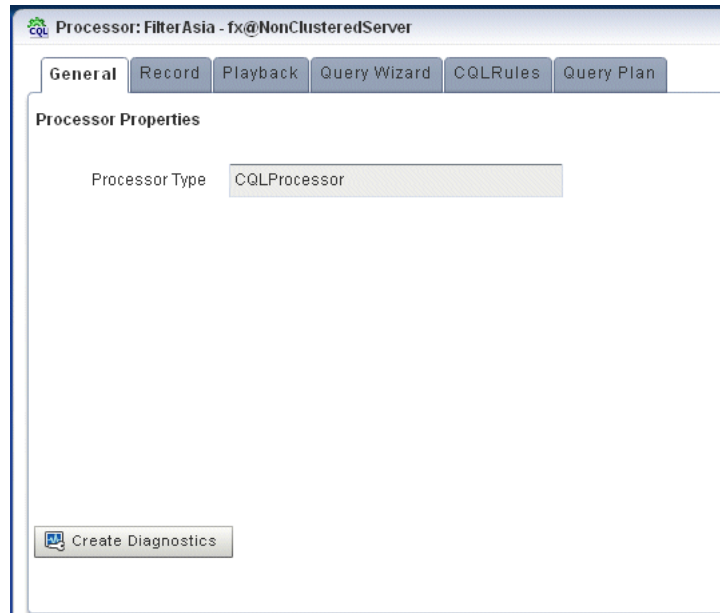 CQL Processor: FilterAsia - fx@NonClusteredServer
General Record Playback Query Wizard CQLRules Query Plan
Processor Properties
Processor Type CQLProcessor
Create Diagnostics